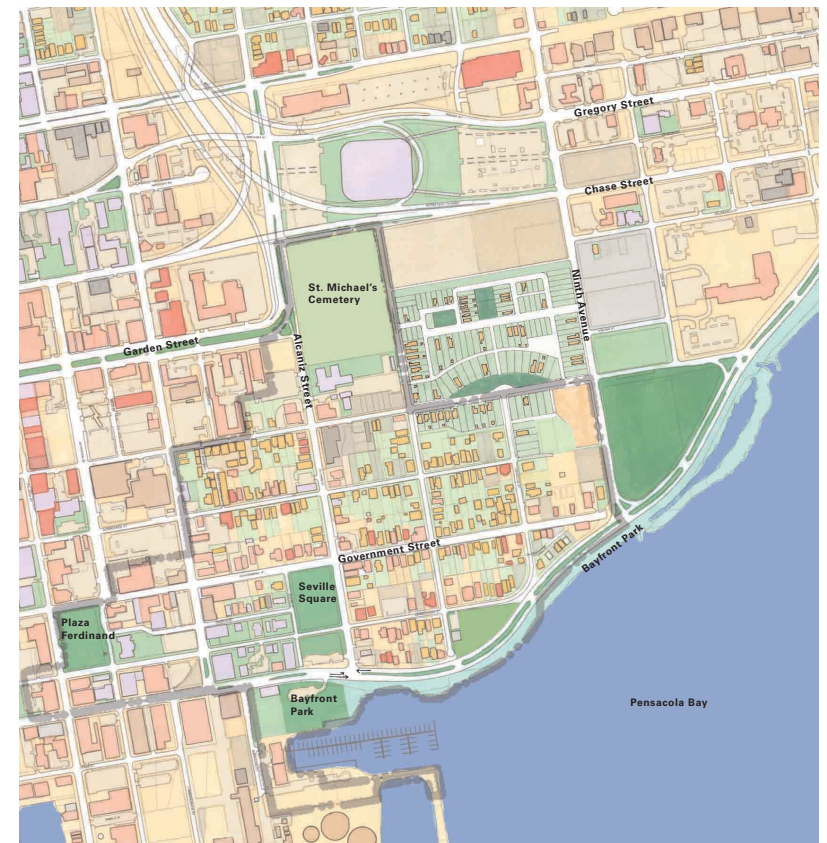 Gregory Street
Chase Street
St. Michael's
Cemetery
Ninth Avenue
Garden Street
Alcaniz Street
Government Street
Bayfront Park
Seville
Square
Plaza
Ferdinand
Bayfront
Park
Pensacola Bay